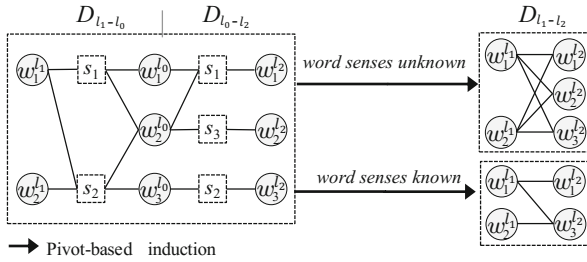 D_{l_1-l_0} D_{l_0-l_2} D_{l_1-l_2}
w_1^{l_1} s_1 w_1^{l_0} s_1 w_1^{l_2}
w_2^{l_0} s_3 w_2^{l_2}
w_2^{l_1} s_2 w_3^{l_0} s_2 w_3^{l_2}
word senses unknown
word senses known
w_1^{l_1} w_1^{l_2}
w_2^{l_2}
w_2^{l_1} w_3^{l_2}
w_1^{l_1} w_1^{l_2}
w_2^{l_1} w_3^{l_2}
Pivot-based induction